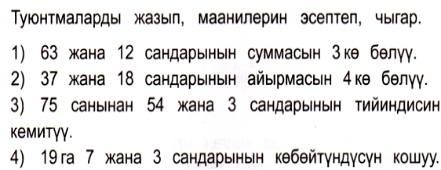 Туюнтмаларды жазып, маанилерин эсептеп, чыгар.
1) 63 жана 12 сандарынын суммасын 3 кө бөлүү.
2) 37 жана 18 сандарынын айырмасын 4 кө бөлүү.
3) 75 санынан 54 жана 3 сандарынын тийиндисин
кемитүү.
4) 19 га 7 жана 3 сандарынын көбөйтүндүсүн кошуу.